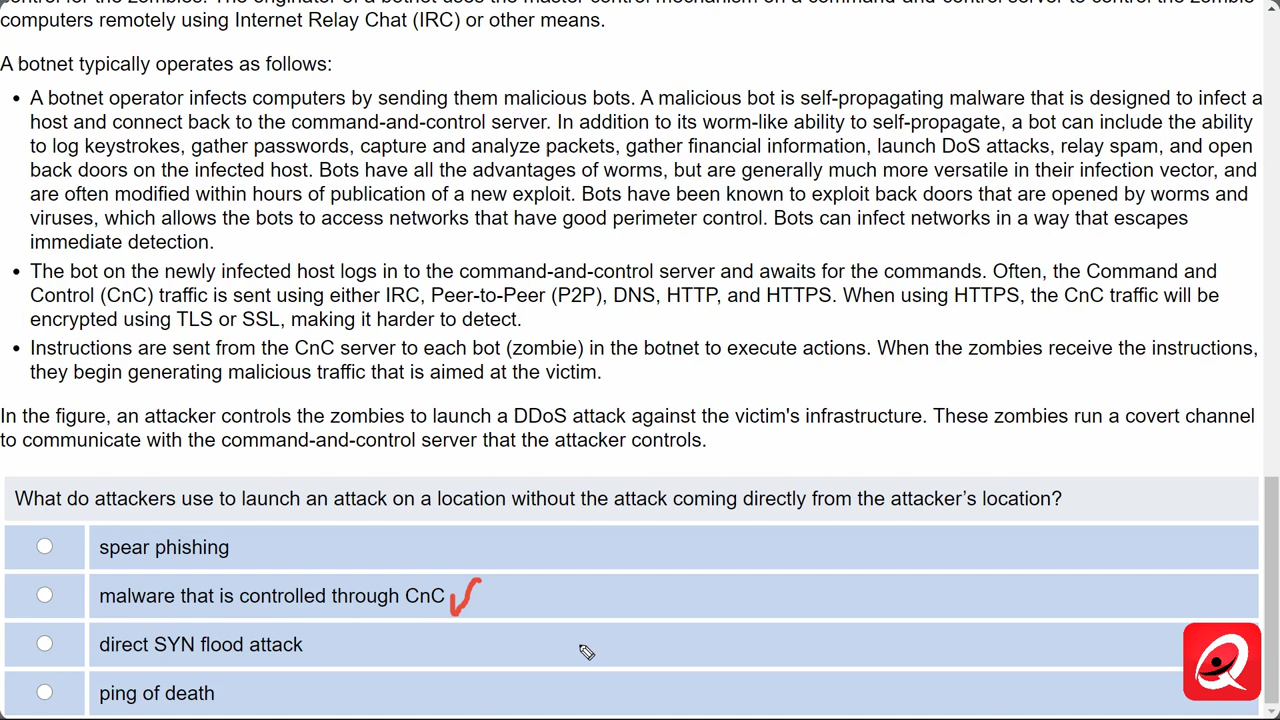 computers remotely using Internet Relay Chat (IRC) or other means.
A botnet typically operates as follows:
• A botnet operator infects computers by sending them malicious bots. A malicious bot is self-propagating malware that is designed to infect a
host and connect back to the command-and-control server. In addition to its worm-like ability to self-propagate, a bot can include the ability
to log keystrokes, gather passwords, capture and analyze packets, gather financial information, launch DoS attacks, relay spam, and open
back doors on the infected host. Bots have all the advantages of worms, but are generally much more versatile in their infection vector, and
are often modified within hours of publication of a new exploit. Bots have been known to exploit back doors that are opened by worms and
viruses, which allows the bots to access networks that have good perimeter control. Bots can infect networks in a way that escapes
immediate detection.
• The bot on the newly infected host logs in to the command-and-control server and awaits for the commands. Often, the Command and
Control (CnC) traffic is sent using either IRC, Peer-to-Peer (P2P), DNS, HTTP, and HTTPS. When using HTTPS, the CnC traffic will be
encrypted using TLS or SSL, making it harder to detect.
• Instructions are sent from the CnC server to each bot (zombie) in the botnet to execute actions. When the zombies receive the instructions,
they begin generating malicious traffic that is aimed at the victim.
In the figure, an attacker controls the zombies to launch a DDoS attack against the victim's infrastructure. These zombies run a covert channel
to communicate with the command-and-control server that the attacker controls.
What do attackers use to launch an attack on a location without the attack coming directly from the attacker’s location?
spear phishing
malware that is controlled through CnC
direct SYN flood attack
ping of death